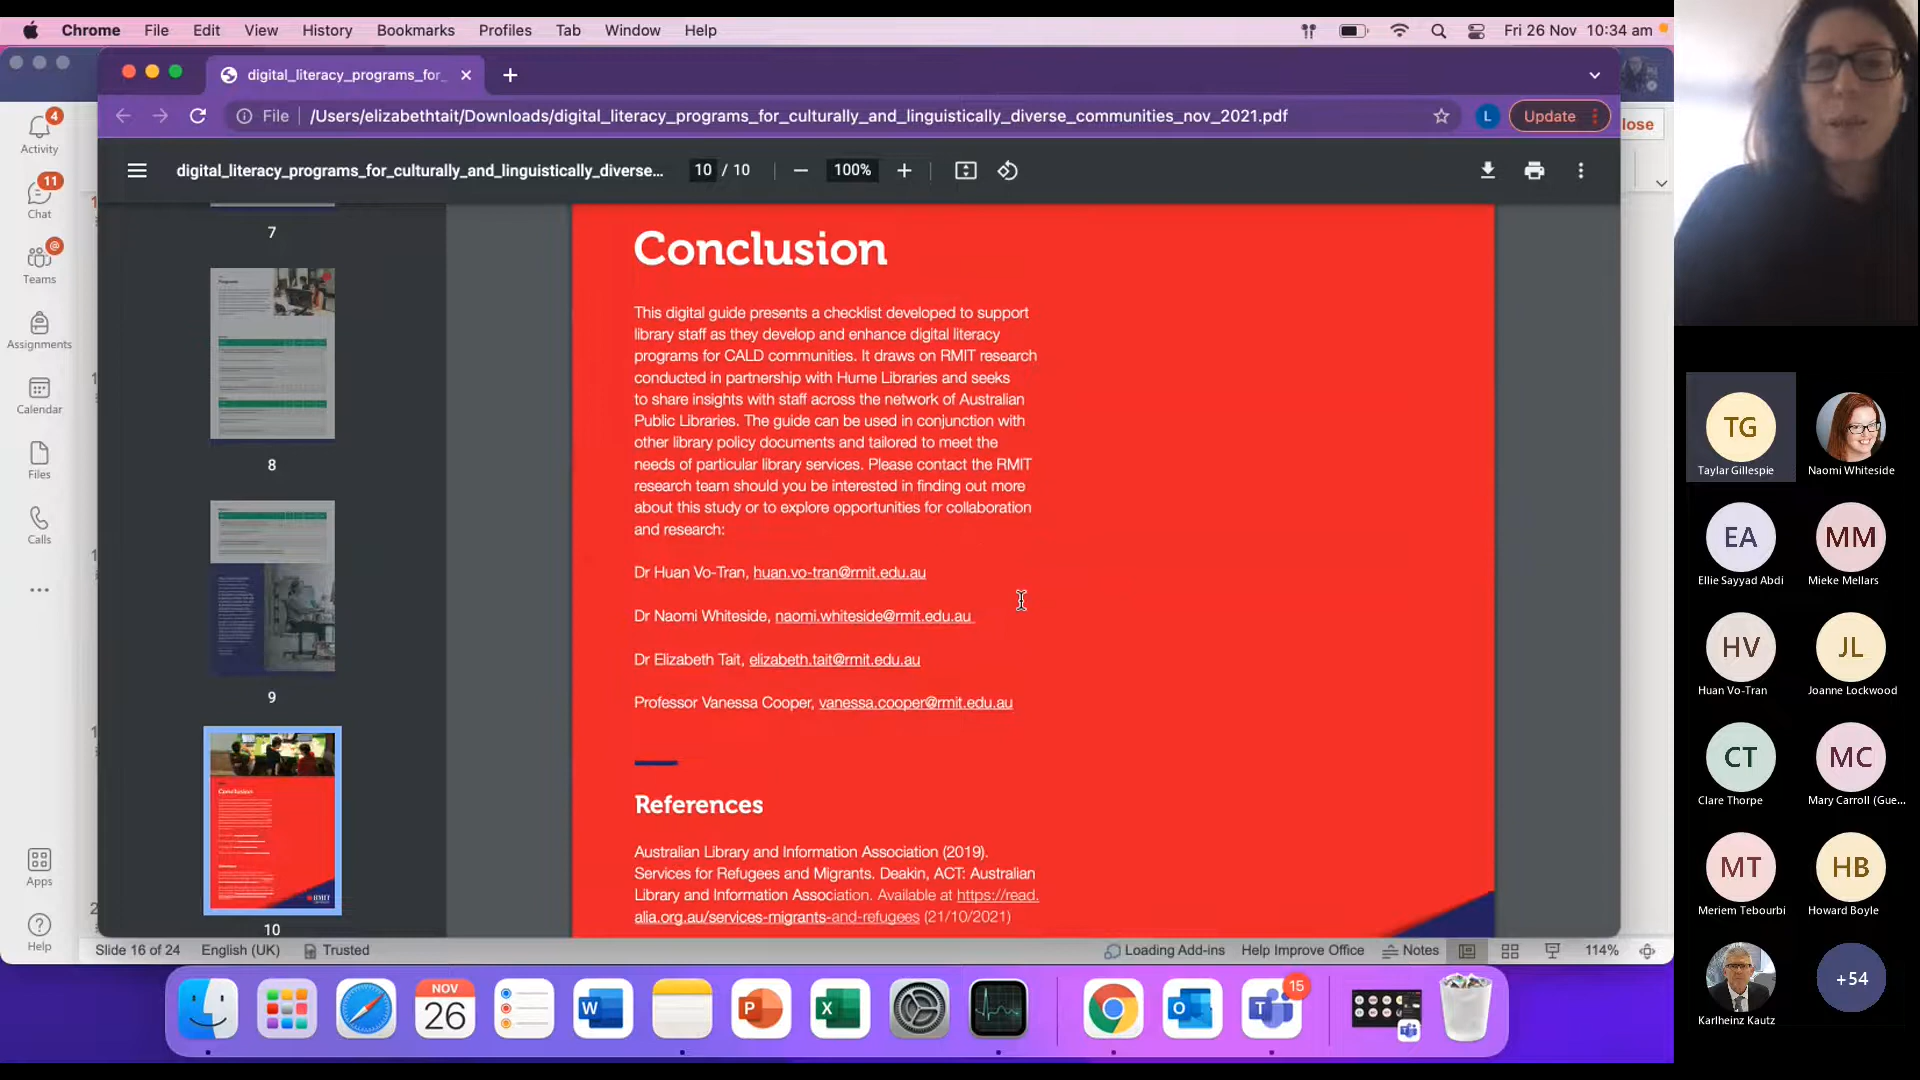 Chrome File Edit View History Bookmarks Profiles Tab Window Help Fri 26 Nov 10:34 am
digital_literacy_programs_for_
File /Users/elizabethtait/Downloads/digital_literacy_programs_for_culturally_and_linguistically_diverse_communities_nov_2021.pdf L Update lose
digital_literacy_programs_for_culturally_and_linguistically_diverse... 10 / 10 100%
4
Activity
11
Chat
Teams
Assignments
Calendar
Files
Calls
Apps
Help
7
8
9
10
Conclusion
This digital guide presents a checklist developed to support
library staff as they develop and enhance digital literacy
programs for CALD communities. It draws on RMIT research
conducted in partnership with Hume Libraries and seeks
to share insights with staff across the network of Australian
Public Libraries. The guide can be used in conjunction with
other library policy documents and tailored to meet the
needs of particular library services. Please contact the RMIT
research team should you be interested in finding out more
about this study or to explore opportunities for collaboration
and research:
Dr Huan Vo-Tran, huan.vo-tran@rmit.edu.au
Dr Naomi Whiteside, naomi.whiteside@rmit.edu.au
Dr Elizabeth Tait, elizabeth.tait@rmit.edu.au
Professor Vanessa Cooper, vanessa.cooper@rmit.edu.au
References
Australian Library and Information Association (2019).
Services for Refugees and Migrants. Deakin, ACT: Australian
Library and Information Association. Available at https://read.
alia.org.au/services-migrants-and-refugees (21/10/2021)
Slide 16 of 24 English (UK) Trusted Loading Add-ins Help Improve Office Notes 114%
NOV
26
W
P
X
O
T
15
TG
Taylar Gillespie Naomi Whiteside
EA MM
Ellie Sayyad Abdi Mieke Mellars
HV JL
Huan Vo-Tran Joanne Lockwood
CT MC
Clare Thorpe Mary Carroll (Gue...
MT HB
Meriem Tebourbi Howard Boyle
+54
Karlheinz Kautz